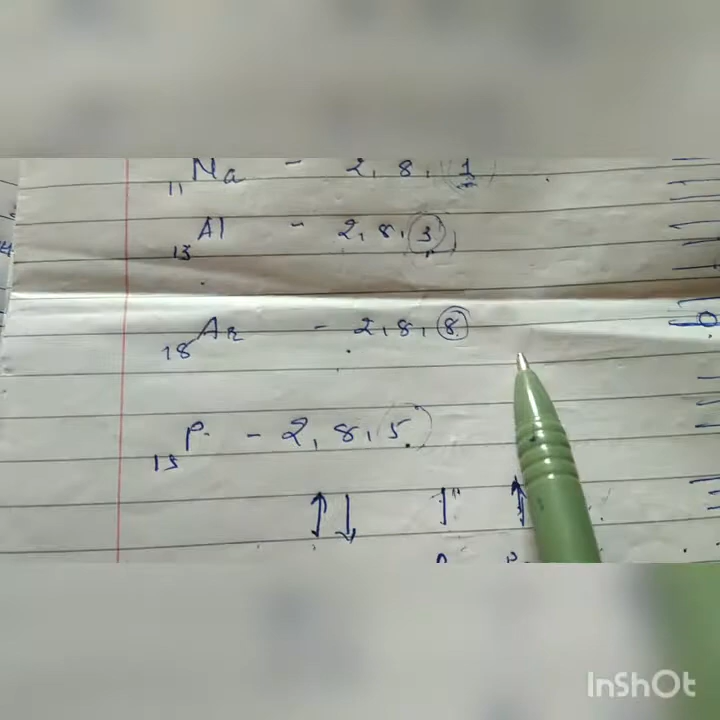 11Na - 2, 8, 1
13Al - 2, 8, 3
18Ar - 2, 8, 8
15P - 2, 8, 5
InShOt